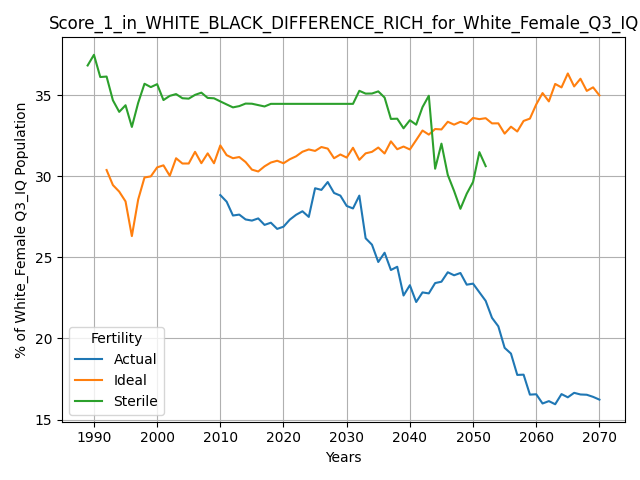 Score_1_in_WHITE_BLACK_DIFFERENCE_RICH_for_White_Female_Q3_IQ
% of White_Female Q3_IQ Population
35
30
25
20
15
Fertility
Actual
Ideal
Sterile
1990 2000 2010 2020 2030 2040 2050 2060 2070
Years